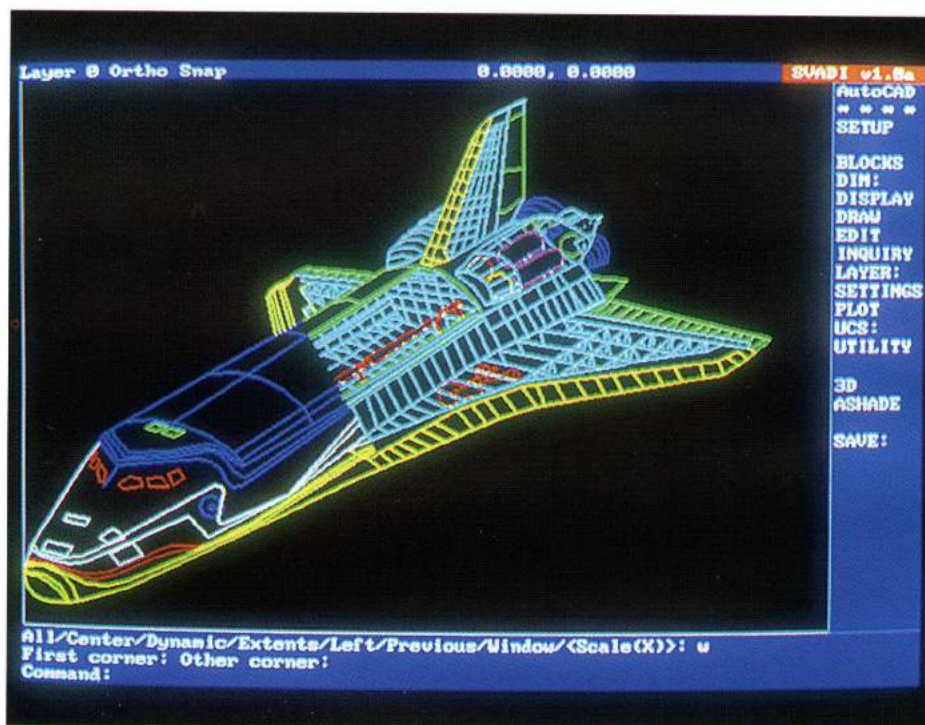 Layer 0 Ortho Snap 0.0000, 0.0000 SVADI v1.0a
AutoCAD
* * * *
SETUP
BLOCKS
DIM:
DISPLAY
DRAW
EDIT
INQUIRY
LAYER:
SETTINGS
PLOT
UCS:
UTILITY
3D
ASHADE
SAVE:
All/Center/Dynamic/Extents/Left/Previous/Window/<Scale(X)>: w
First corner: Other corner:
Command: